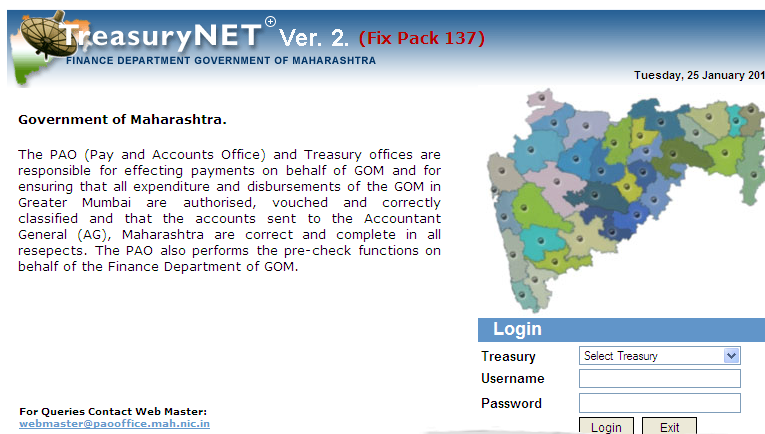 TreasuryNET Ver. 2. (Fix Pack 137)
FINANCE DEPARTMENT GOVERNMENT OF MAHARASHTRA
Tuesday, 25 January 201
Government of Maharashtra.
The PAO (Pay and Accounts Office) and Treasury offices are
responsible for effecting payments on behalf of GOM and for
ensuring that all expenditure and disbursements of the GOM in
Greater Mumbai are authorised, vouched and correctly
classified and that the accounts sent to the Accountant
General (AG), Maharashtra are correct and complete in all
resepects. The PAO also performs the pre-check functions on
behalf of the Finance Department of GOM.
Login
Treasury Select Treasury
Username
Password
Login Exit
For Queries Contact Web Master:
webmaster@paooffice.mah.nic.in